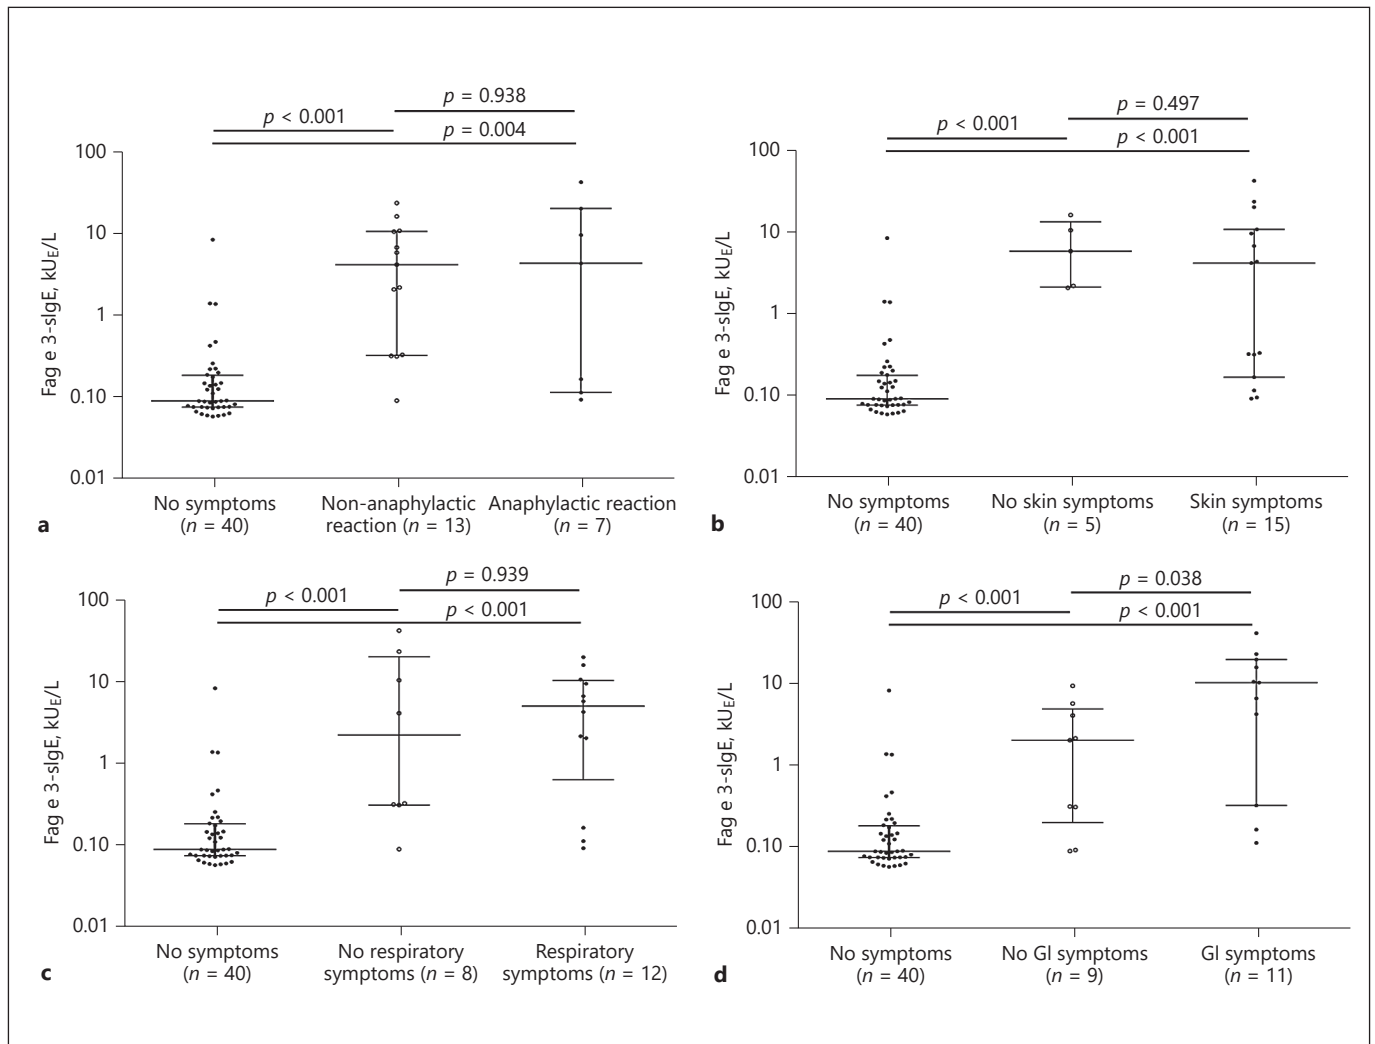 p = 0.938
p < 0.001
p = 0.004
100
10
1
0.10
0.01
Fag e 3-sIgE, kUE/L
No symptoms
(n = 40)
Non-anaphylactic
reaction (n = 13)
Anaphylactic reaction
(n = 7)
a
p = 0.497
p < 0.001
p < 0.001
100
10
1
0.10
0.01
Fag e 3-sIgE, kUE/L
No symptoms
(n = 40)
No skin symptoms
(n = 5)
Skin symptoms
(n = 15)
b
p = 0.939
p < 0.001
p < 0.001
100
10
1
0.10
0.01
Fag e 3-sIgE, kUE/L
No symptoms
(n = 40)
No respiratory
symptoms (n = 8)
Respiratory
symptoms (n = 12)
c
p = 0.038
p < 0.001
p < 0.001
100
10
1
0.10
0.01
Fag e 3-sIgE, kUE/L
No symptoms
(n = 40)
No GI symptoms
(n = 9)
GI symptoms
(n = 11)
d